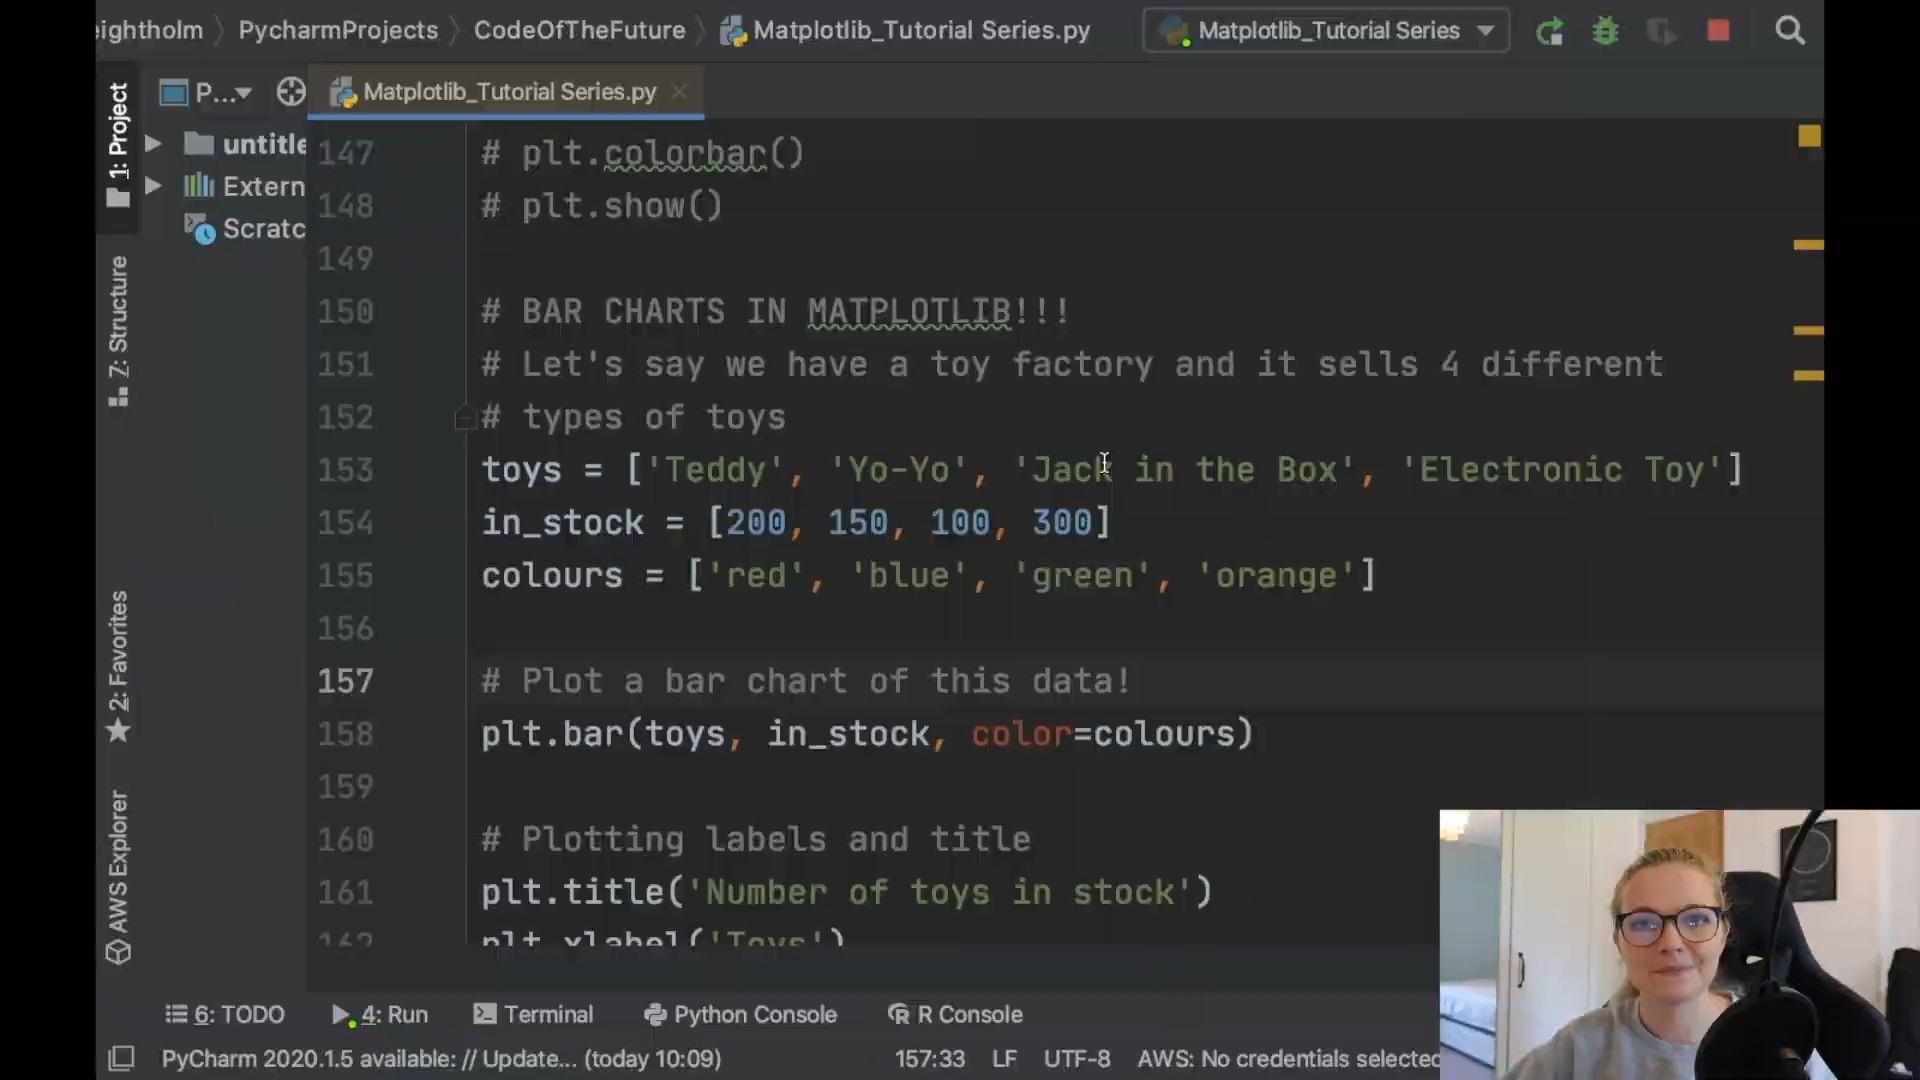 eightholm PycharmProjects CodeOfTheFuture Matplotlib_Tutorial Series.py Matplotlib_Tutorial Series
P... Matplotlib_Tutorial Series.py
1: Project
untitle
Extern
Scratc
7: Structure
2: Favorites
AWS Explorer
147 # plt.colorbar()
148 # plt.show()
149
150 # BAR CHARTS IN MATPLOTLIB!!!
151 # Let's say we have a toy factory and it sells 4 different
152 # types of toys
153 toys = ['Teddy', 'Yo-Yo', 'Jack in the Box', 'Electronic Toy']
154 in_stock = [200, 150, 100, 300]
155 colours = ['red', 'blue', 'green', 'orange']
156
157 # Plot a bar chart of this data!
158 plt.bar(toys, in_stock, color=colours)
159
160 # Plotting labels and title
161 plt.title('Number of toys in stock')
162 plt.xlabel('Toys')
6: TODO 4: Run Terminal Python Console R Console
PyCharm 2020.1.5 available: // Update... (today 10:09) 157:33 LF UTF-8 AWS: No credentials selected